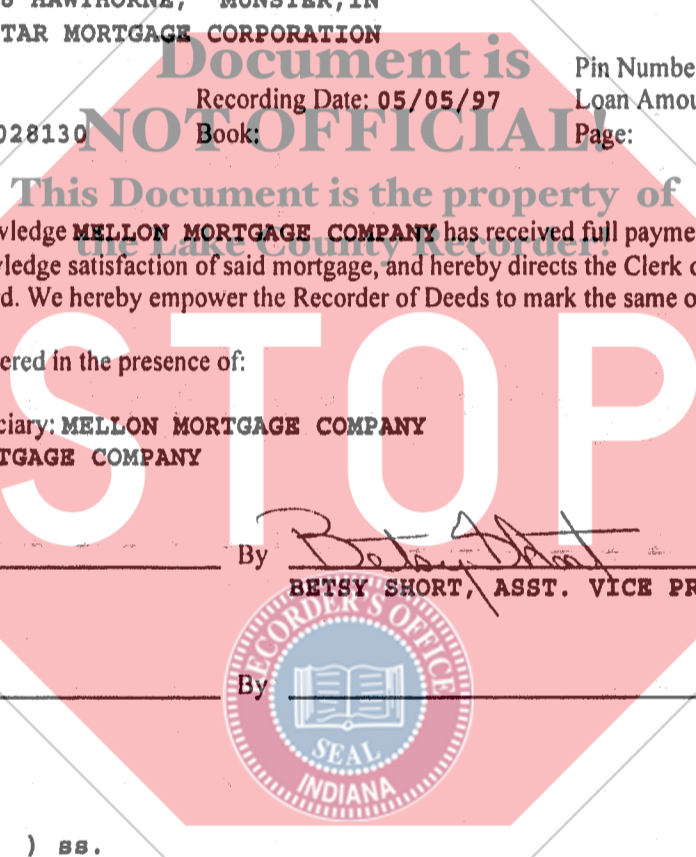 HAWTHORNE, MUNSTER, IN
TAR MORTGAGE CORPORATION
Document is
Pin Numbe
Recording Date: 05/05/97 Loan Amou
028130 Book: Page:
NOT OFFICIAL!
This Document is the property of
the Lake County Recorder!
wledge MELLON MORTGAGE COMPANY has received full payme
ledge satisfaction of said mortgage, and hereby directs the Clerk
d. We hereby empower the Recorder of Deeds to mark the same o
ered in the presence of:
ciary: MELLON MORTGAGE COMPANY
TGAGE COMPANY
STOP
By Betsy Short
BETSY SHORT, ASST. VICE PR
By
RECORDER'S OFFICE
SEAL
INDIANA
) ss.